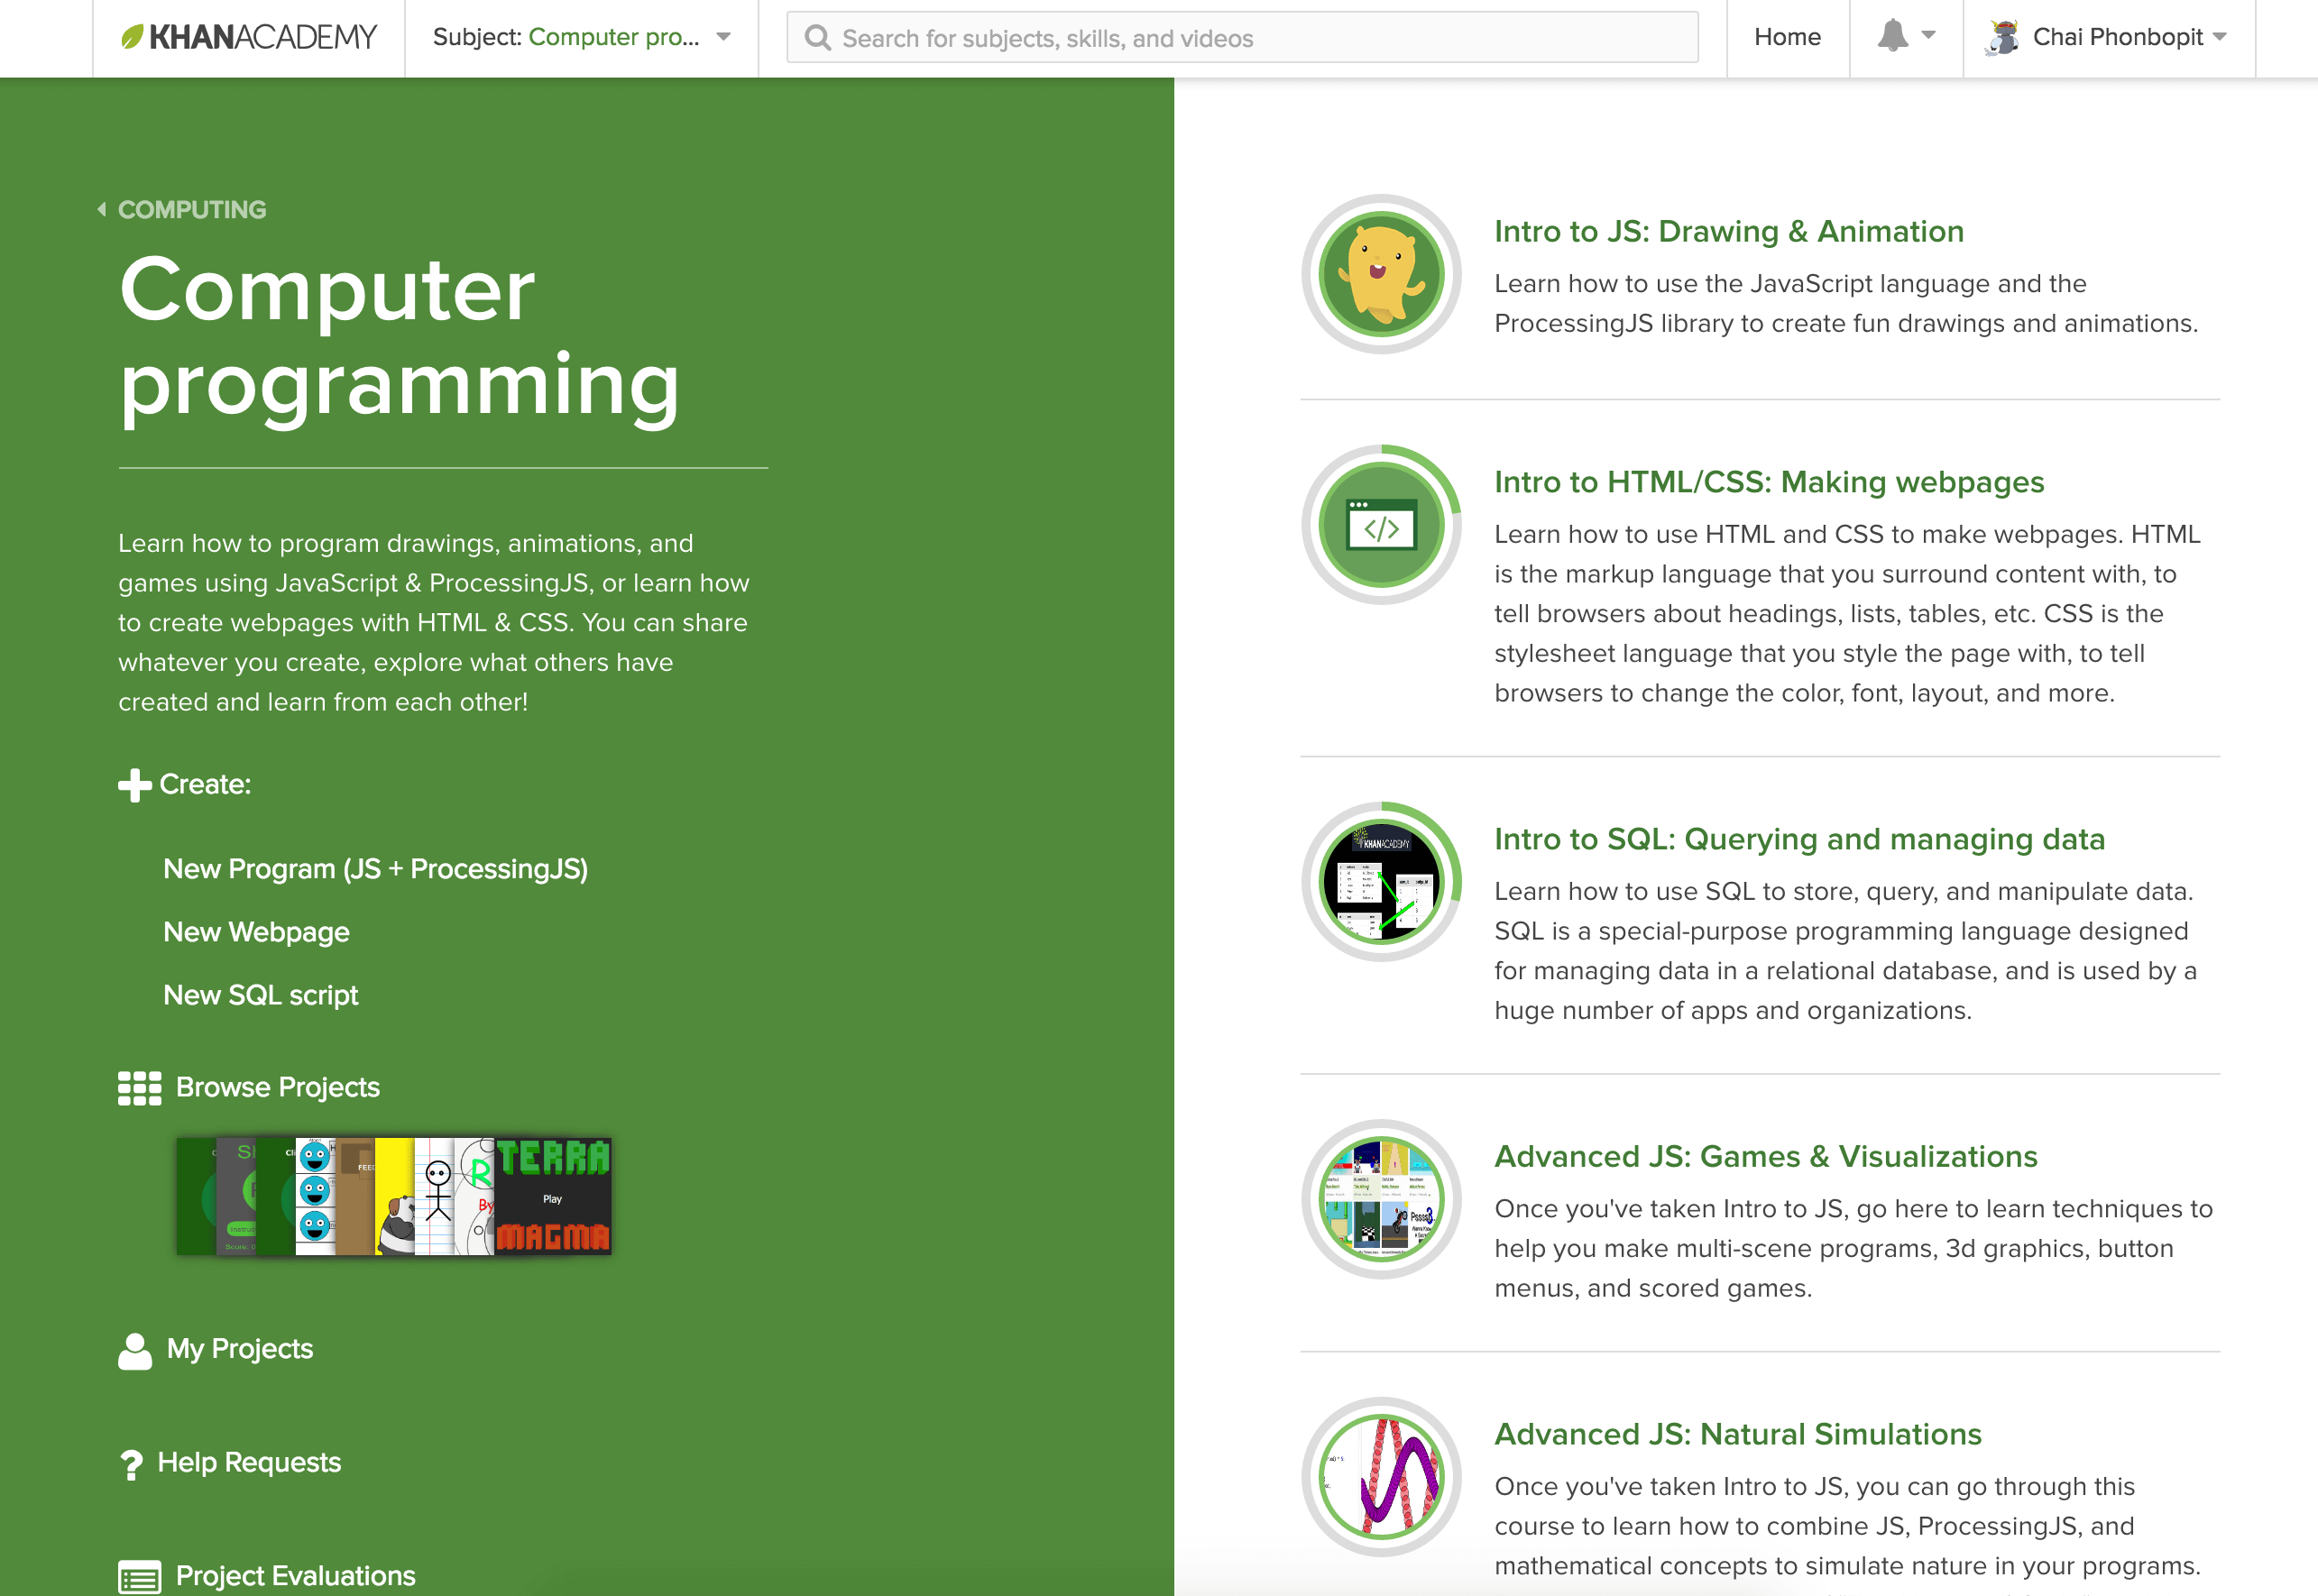 KHANACADEMY
Subject: Computer pro...
Search for subjects, skills, and videos
Home
Chai Phonbopit
COMPUTING
Computer
programming
Learn how to program drawings, animations, and
games using JavaScript & ProcessingJS, or learn how
to create webpages with HTML & CSS. You can share
whatever you create, explore what others have
created and learn from each other!
Create:
New Program (JS + ProcessingJS)
New Webpage
New SQL script
Browse Projects
TERRA
Play
MAGMA
By
My Projects
Help Requests
Project Evaluations
Intro to JS: Drawing & Animation
Learn how to use the JavaScript language and the
ProcessingJS library to create fun drawings and animations.
Intro to HTML/CSS: Making webpages
</>
Learn how to use HTML and CSS to make webpages. HTML
is the markup language that you surround content with, to
tell browsers about headings, lists, tables, etc. CSS is the
stylesheet language that you style the page with, to tell
browsers to change the color, font, layout, and more.
KHANACADEMY
Intro to SQL: Querying and managing data
Learn how to use SQL to store, query, and manipulate data.
SQL is a special-purpose programming language designed
for managing data in a relational database, and is used by a
huge number of apps and organizations.
Advanced JS: Games & Visualizations
Once you've taken Intro to JS, go here to learn techniques to
help you make multi-scene programs, 3d graphics, button
menus, and scored games.
Advanced JS: Natural Simulations
Once you've taken Intro to JS, you can go through this
course to learn how to combine JS, ProcessingJS, and
mathematical concepts to simulate nature in your programs.